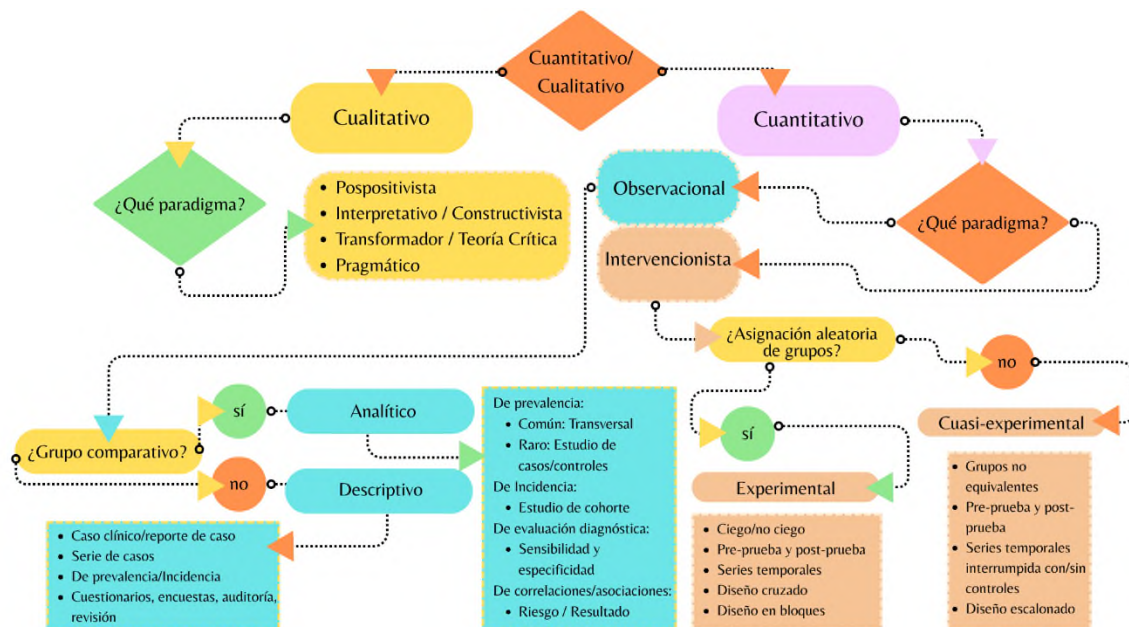 Cuantitativo/
Cualitativo
Cualitativo
Cuantitativo
¿Qué paradigma?
• Pospositivista
• Interpretativo / Constructivista
• Transformador / Teoría Crítica
• Pragmático
Observacional
¿Qué paradigma?
Intervencionista
¿Asignación aleatoria
de grupos?
no
sí
¿Grupo comparativo?
sí
Analítico
no
Descriptivo
De prevalencia:
• Común: Transversal
• Raro: Estudio de
casos/controles
De Incidencia:
• Estudio de cohorte
De evaluación diagnóstica:
• Sensibilidad y
especificidad
De correlaciones/asociaciones:
• Riesgo / Resultado
• Caso clínico/reporte de caso
• Serie de casos
• De prevalencia/Incidencia
• Cuestionarios, encuestas, auditoría,
revisión
Experimental
• Ciego/no ciego
• Pre-prueba y post-prueba
• Series temporales
• Diseño cruzado
• Diseño en bloques
Cuasi-experimental
• Grupos no
equivalentes
• Pre-prueba y post-
prueba
• Series temporales
interrumpida con/sin
controles
• Diseño escalonado